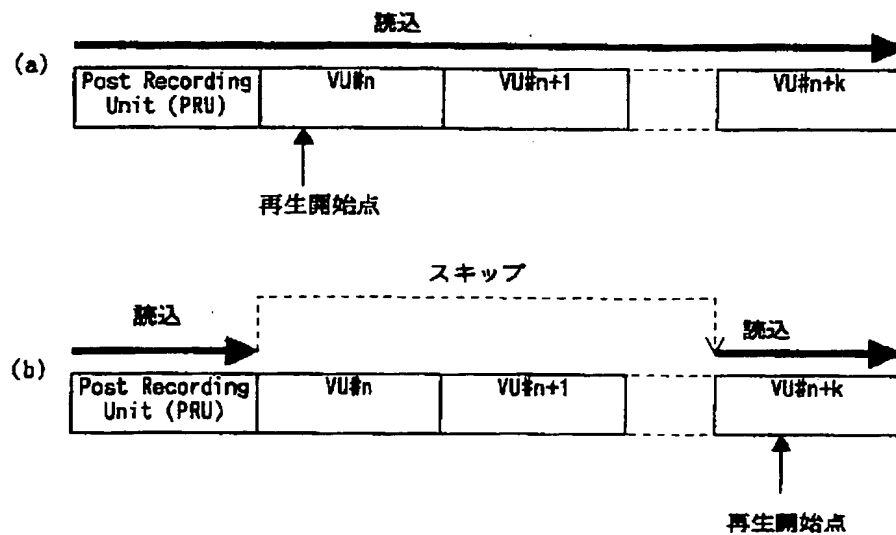 読込
(a)
Post Recording
Unit (PRU)
VU#n
VU#n+1
VU#n+k
再生開始点
スキップ
読込
読込
(b)
Post Recording
Unit (PRU)
VU#n
VU#n+1
VU#n+k
再生開始点